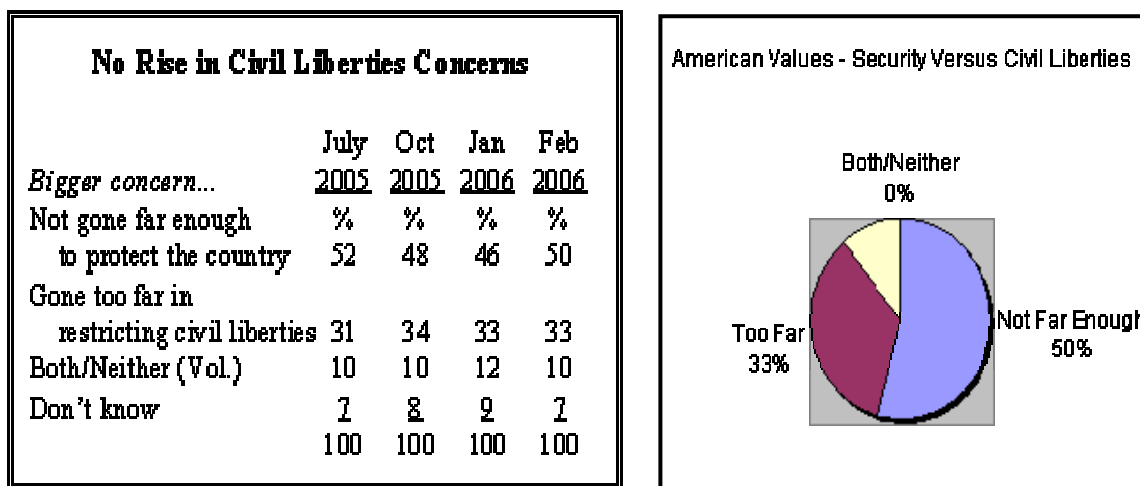 No Rise in Civil Liberties Concerns
July Oct Jan Feb
Bigger concern... 2005 2005 2006 2006
Not gone far enough % % % %
to protect the country 52 48 46 50
Gone too far in
restricting civil liberties 31 34 33 33
Both/Neither (Vol.) 10 10 12 10
Don't know 7 8 9 7
100 100 100 100
American Values - Security Versus Civil Liberties
Both/Neither
0%
Too Far
33%
Not Far Enough
50%